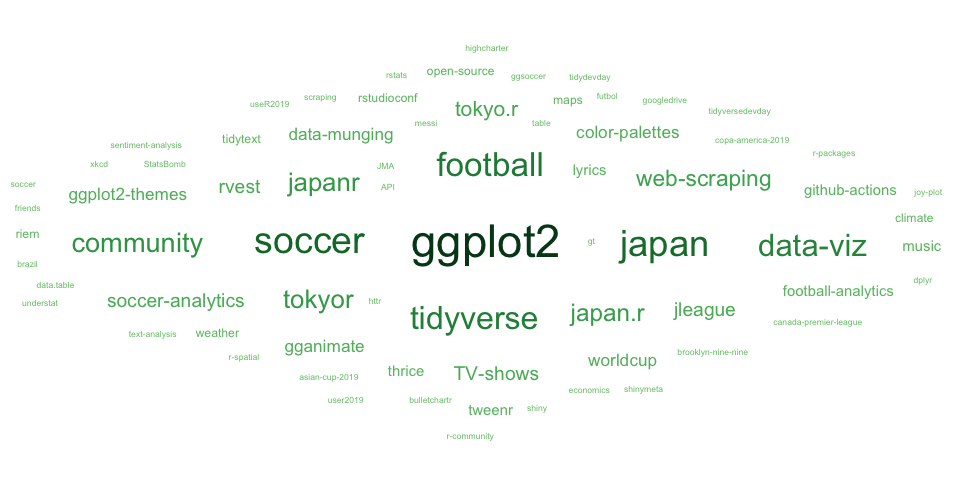 highcharter
rstats open-source ggsoccer tidydevday
useR2019 scraping rstudioconf tokyo.r maps futbol googledrive
tidyversedevday
tidytext data-munging messi table color-palettes copa-america-2019
sentiment-analysis r-packages
xkcd StatsBomb JMA football lyrics web-scraping
soccer ggplot2-themes rvest japanr API github-actions joy-plot
friends climate
riem community soccer ggplot2 gt japan data-viz music
brazil
data.table dpylr
understat soccer-analytics tokyor httr football-analytics
text-analysis weather tidyverse japan.r jleague canada-premier-league
r-spatial gganimate worldcup brooklyn-nine-nine
asian-cup-2019 thrice TV-shows
user2019 bulletchartr tweenr shiny economics shinymeta
r-community